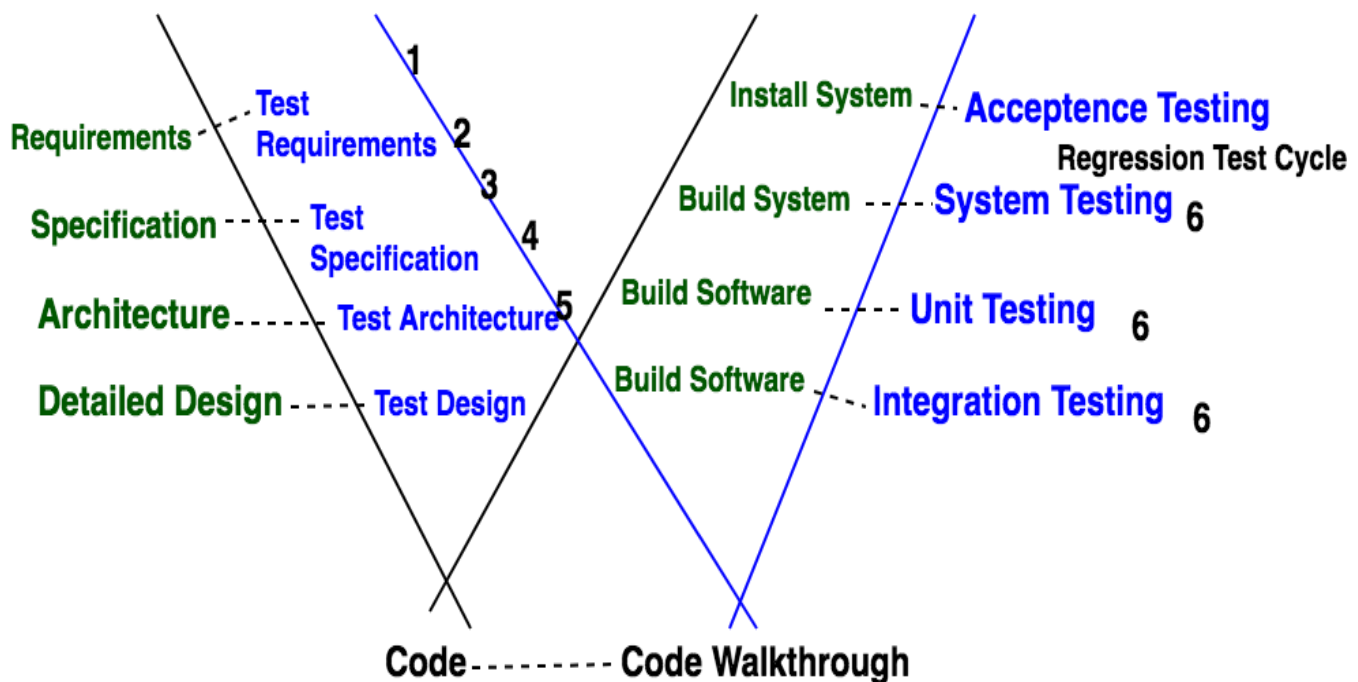 1
Install System
Test
Acceptence Testing
Requirements
Requirements
2
Regression Test Cycle
3
Build System
System Testing
6
Specification
Test
Specification
4
Architecture
Test Architecture
5
Build Software
Unit Testing
6
Detailed Design
Test Design
Build Software
Integration Testing
6
Code
Code Walkthrough